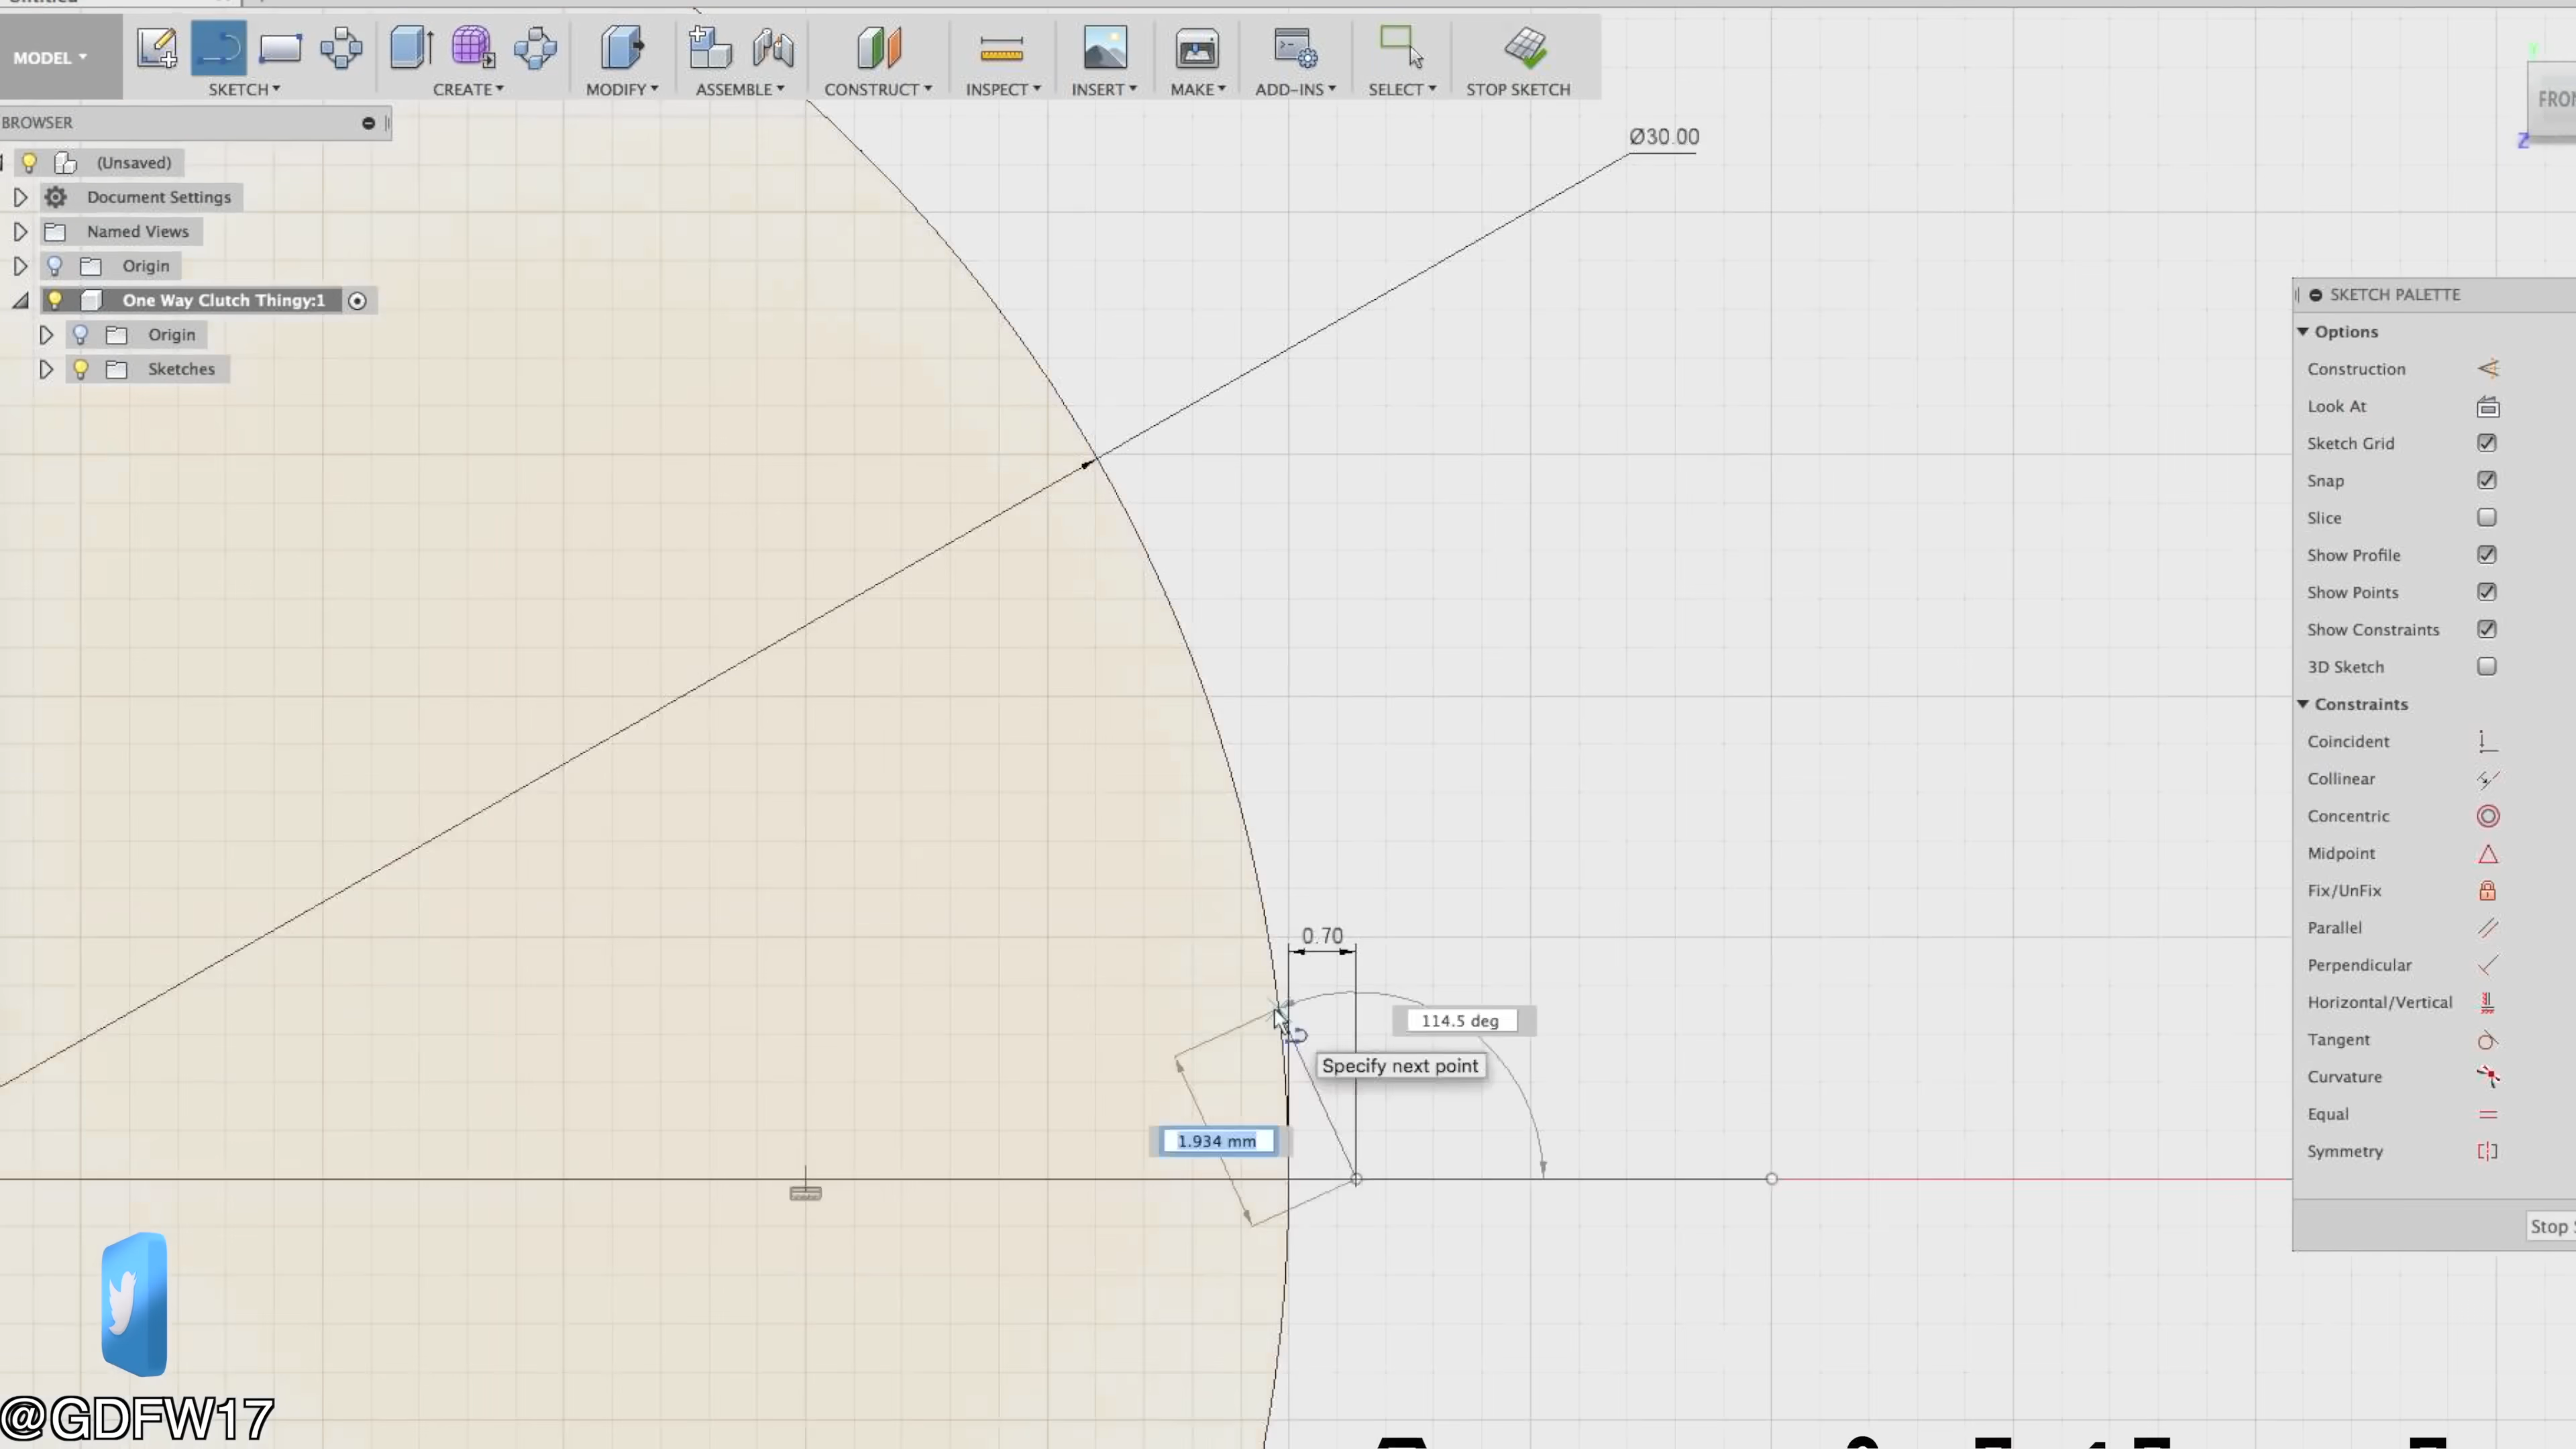 MODEL
SKETCH
CREATE
MODIFY
ASSEMBLE
CONSTRUCT
INSPECT
INSERT
MAKE
ADD-INS
SELECT
STOP SKETCH
BROWSER
(Unsaved)
Document Settings
Named Views
Origin
One Way Clutch Thingy:1
Origin
Sketches
Ø30.00
0.70
114.5 deg
Specify next point
1.934 mm
Z
SKETCH PALETTE
Options
Construction
Look At
Sketch Grid
Snap
Slice
Show Profile
Show Points
Show Constraints
3D Sketch
Constraints
Coincident
Collinear
Concentric
Midpoint
Fix/UnFix
Parallel
Perpendicular
Horizontal/Vertical
Tangent
Curvature
Equal
Symmetry
Stop
@GDFW17